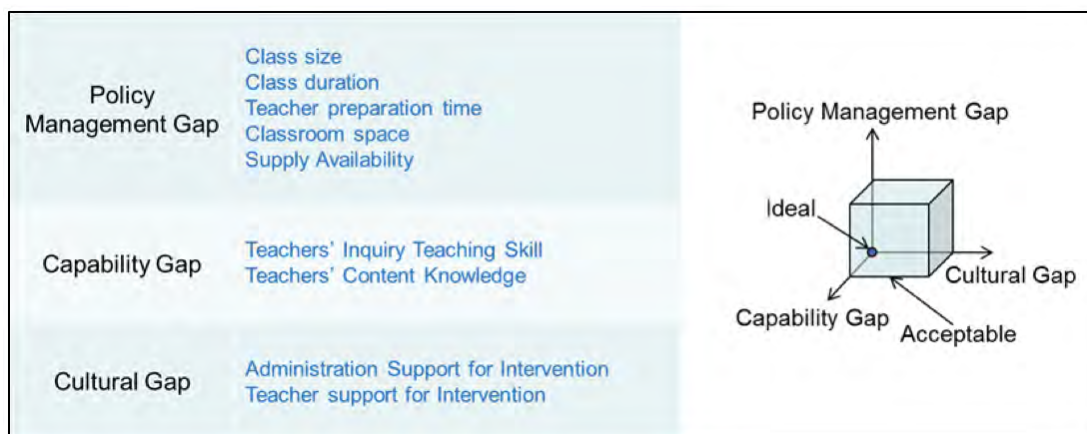 Policy
Management Gap
Class size
Class duration
Teacher preparation time
Classroom space
Supply Availability
Capability Gap
Teachers' Inquiry Teaching Skill
Teachers' Content Knowledge
Cultural Gap
Administration Support for Intervention
Teacher support for Intervention
Policy Management Gap
Ideal
Cultural Gap
Capability Gap
Acceptable